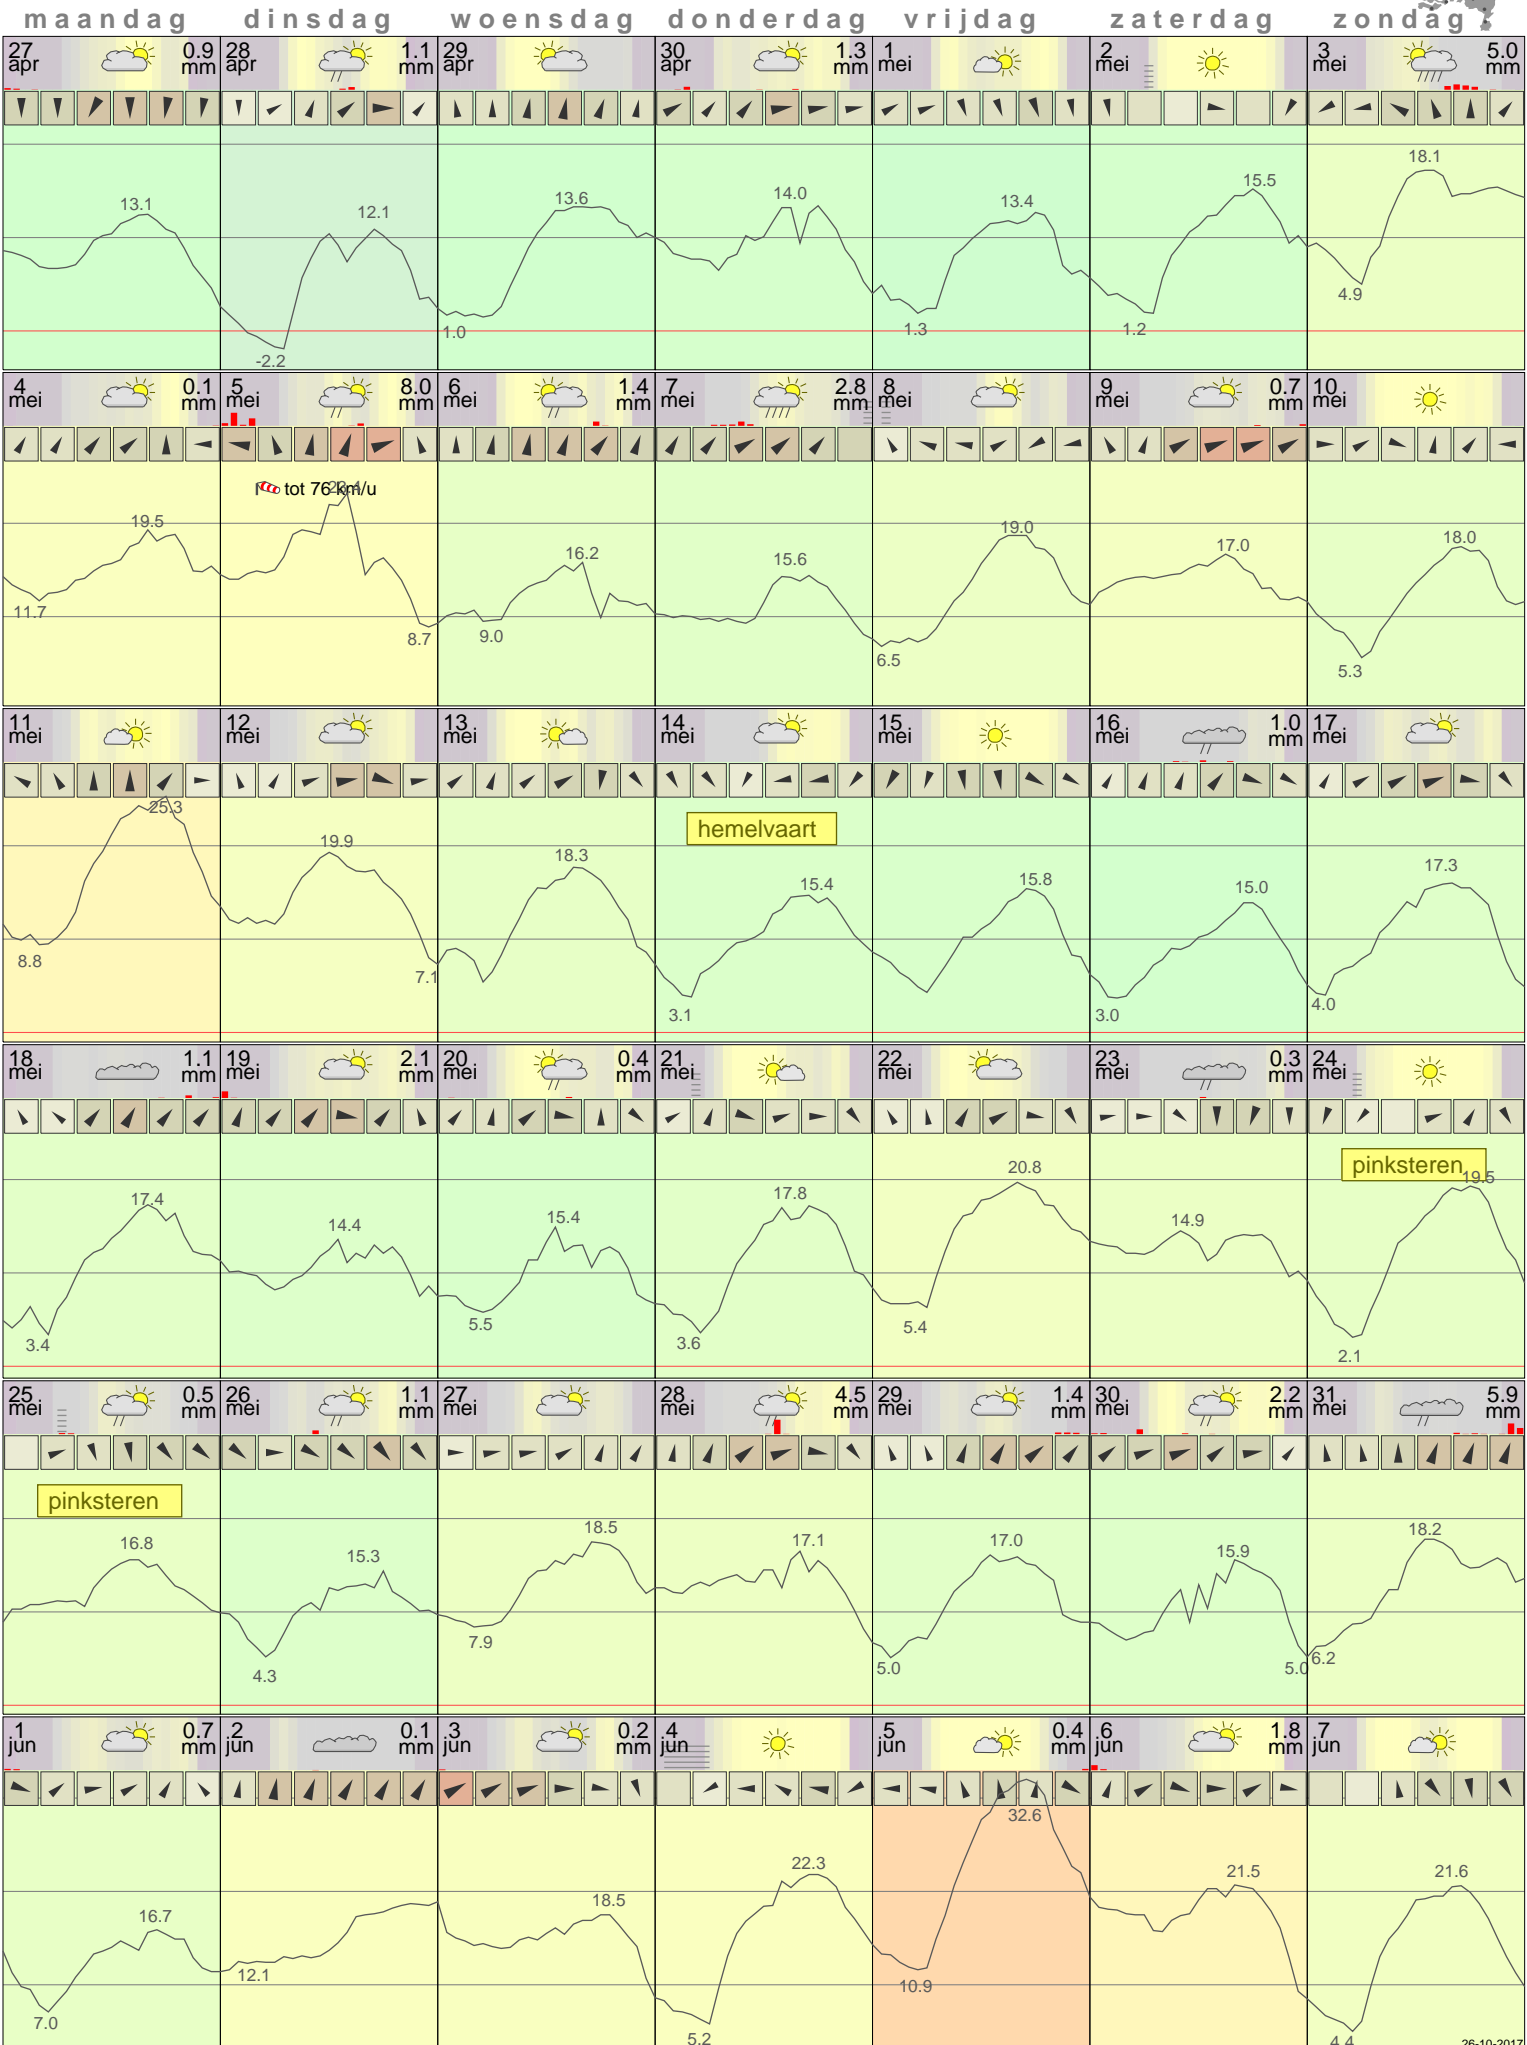 maandag dinsdag woensdag donderdag vrijdag zaterdag zondag
27 apr 0.9 mm 28 apr 1.1 mm 29 apr 30 apr 1.3 mm 1 mei 2 mei 3 mei 5.0 mm
13.1 -2.2 12.1 1.0 13.6 14.0 1.3 13.4 1.2 15.5 4.9 18.1
4 mei 0.1 mm 5 mei 8.0 mm 6 mei 1.4 mm 7 mei 2.8 mm 8 mei 9 mei 0.7 mm 10 mei
tot 76 km/u
11.7 19.5 8.7 9.0 16.2 15.6 6.5 19.0 17.0 5.3 18.0
11 mei 12 mei 13 mei 14 mei 15 mei 16 mei 1.0 mm 17 mei
hemelvaart
8.8 25.3 19.9 7.1 18.3 3.1 15.4 15.8 3.0 15.0 4.0 17.3
18 mei 1.1 mm 19 mei 2.1 mm 20 mei 0.4 mm 21 mei 22 mei 23 mei 0.3 mm 24 mei
pinksteren
3.4 17.4 14.4 5.5 15.4 3.6 17.8 5.4 20.8 14.9 2.1 19.5
25 mei 0.5 mm 26 mei 1.1 mm 27 mei 28 mei 4.5 mm 29 mei 1.4 mm 30 mei 2.2 mm 31 mei 5.9 mm
pinksteren
16.8 4.3 15.3 7.9 18.5 17.1 5.0 17.0 15.9 5.0 6.2 18.2
1 jun 0.7 mm 2 jun 0.1 mm 3 jun 0.2 mm 4 jun 5 jun 0.4 mm 6 jun 1.8 mm 7 jun
7.0 16.7 12.1 18.5 5.2 22.3 10.9 32.6 21.5 4.4 21.6
26-10-2017